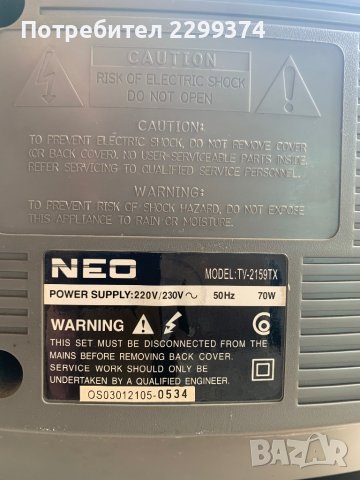 Потребител 2299374
CAUTION
RISK OF ELECTRIC SHOCK
DO NOT OPEN
CAUTION:
TO PREVENT ELECTRIC SHOCK, DO NOT REMOVE COVER
(OR BACK COVER). NO USER-SERVICEABLE PARTS INSIDE.
REFER SERVICING TO QUALIFIED SERVICE PERSONNEL.
WARNING:
TO PREVENT RISK OF SHOCK HAZARD, DO NOT EXPOSE
THIS APPLIANCE TO RAIN OR MOISTURE.
NEO MODEL:TV-2159TX
POWER SUPPLY:220V/230V~ 50Hz 70W
WARNING
THIS SET MUST BE DISCONNECTED FROM THE
MAINS BEFORE REMOVING BACK COVER.
SERVICE WORK SHOULD ONLY BE
UNDERTAKEN BY A QUALIFIED ENGINEER.
OS03012105-0534
BAZAR